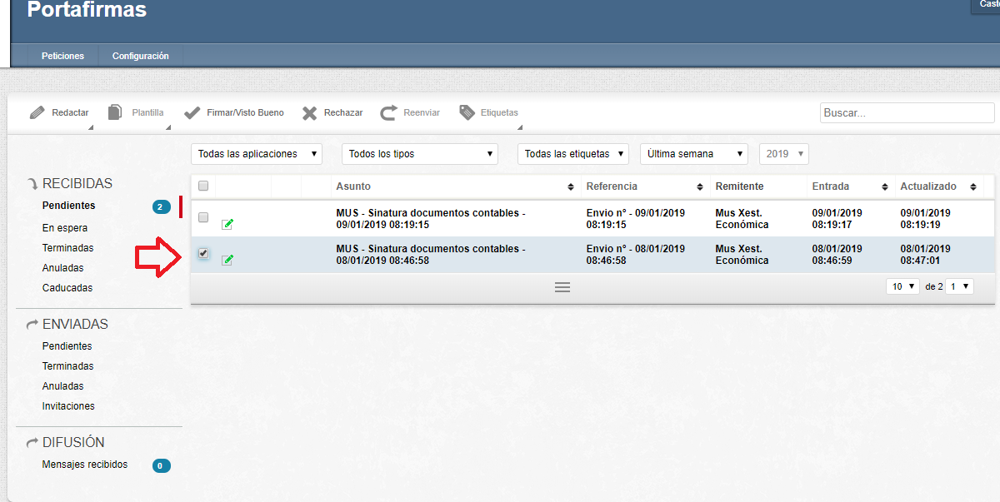 Portafirmas
Peticiones Configuración
Redactar Plantilla Firmar/Visto Bueno Rechazar Reenviar Etiquetas Buscar...
Todas las aplicaciones Todos los tipos Todas las etiquetas Última semana 2019
RECIBIDAS
Pendientes 2
En espera
Terminadas
Anuladas
Caducadas
ENVIADAS
Pendientes
Terminadas
Anuladas
Invitaciones
DIFUSIÓN
Mensajes recibidos 0
Asunto Referencia Remitente Entrada Actualizado
MUS - Sinatura documentos contables - Envio nº - 09/01/2019 Mus Xest. 09/01/2019 09/01/2019
09/01/2019 08:19:15 08:19:15 Económica 08:19:17 08:19:19
MUS - Sinatura documentos contables - Envio nº - 08/01/2019 Mus Xest. 08/01/2019 08/01/2019
08/01/2019 08:46:58 08:46:58 Económica 08:46:59 08:47:01
10 de 2 1